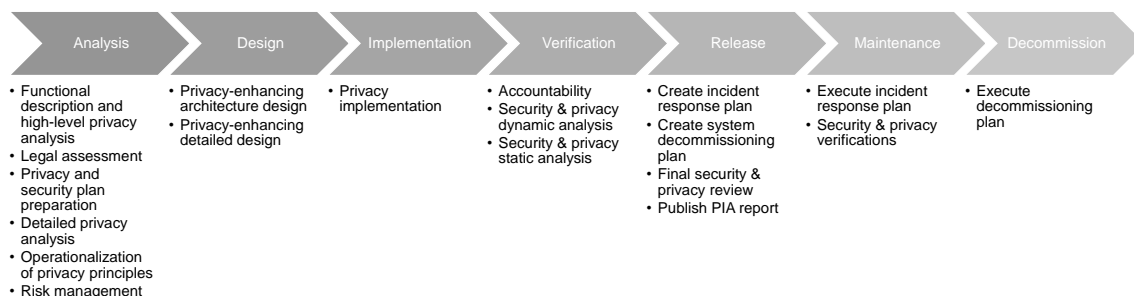 Analysis
Design
Implementation
Verification
Release
Maintenance
Decommission
• Functional
description and
high-level privacy
analysis
• Legal assessment
• Privacy and
security plan
preparation
• Detailed privacy
analysis
• Operationalization
of privacy principles
• Risk management
• Privacy-enhancing
architecture design
• Privacy-enhancing
detailed design
• Privacy
implementation
• Accountability
• Security & privacy
dynamic analysis
• Security & privacy
static analysis
• Create incident
response plan
• Create system
decommissioning
plan
• Final security &
privacy review
• Publish PIA report
• Execute incident
response plan
• Security & privacy
verifications
• Execute
decommissioning
plan